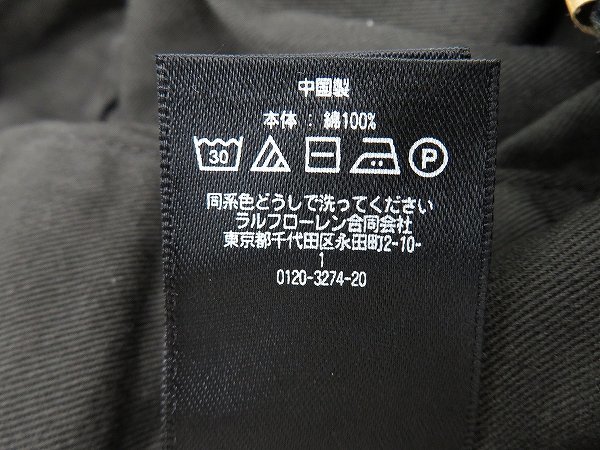 中国製
本体：綿100%
30 P
同系色どうしで洗ってください
ラルフローレン合同会社
東京都千代田区永田町2-10-
1
0120-3274-20